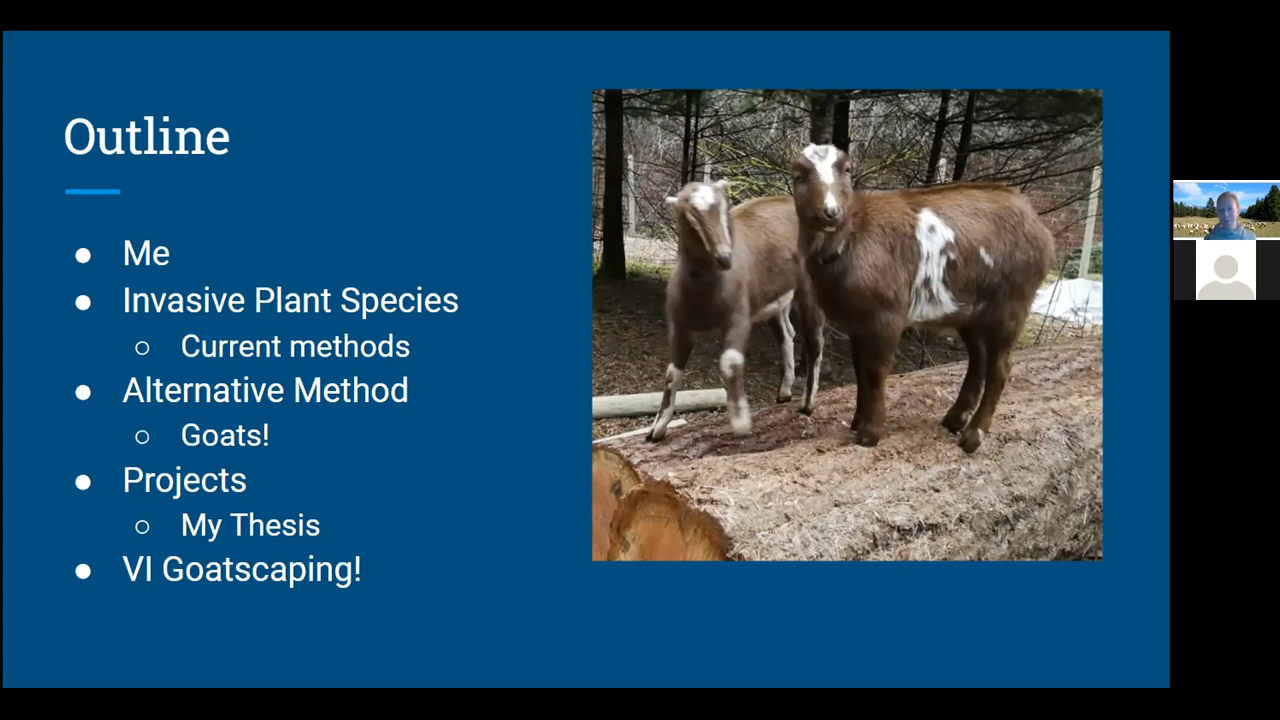 Outline
● Me
● Invasive Plant Species
○ Current methods
● Alternative Method
○ Goats!
● Projects
○ My Thesis
● VI Goatscaping!